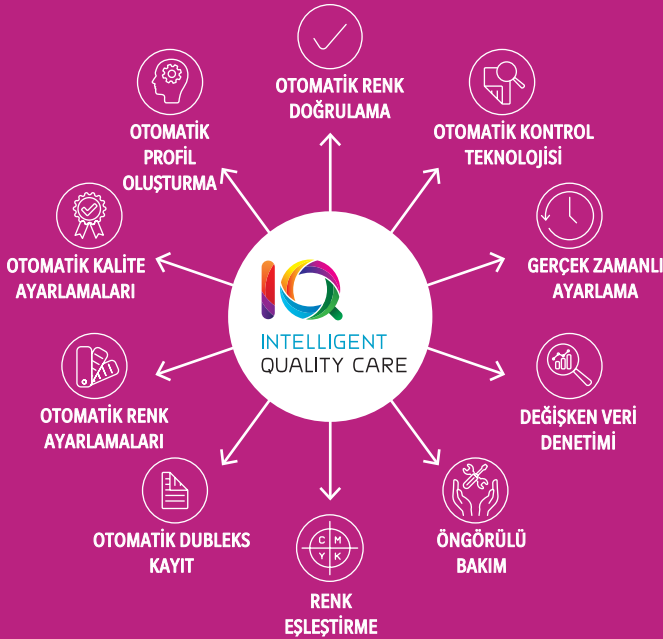 OTOMATİK RENK
DOĞRULAMA
OTOMATİK
PROFİL
OLUŞTURMA
OTOMATİK KONTROL
TEKNOLOJİSİ
OTOMATİK KALİTE
AYARLAMALARI
GERÇEK ZAMANLI
AYARLAMA
IQ
INTELLIGENT
QUALITY CARE
OTOMATİK RENK
AYARLAMALARI
DEĞİŞKEN VERİ
DENETİMİ
OTOMATİK DUBLEKS
KAYIT
ÖNGÖRÜLÜ
BAKIM
C M
Y K
RENK
EŞLEŞTİRME